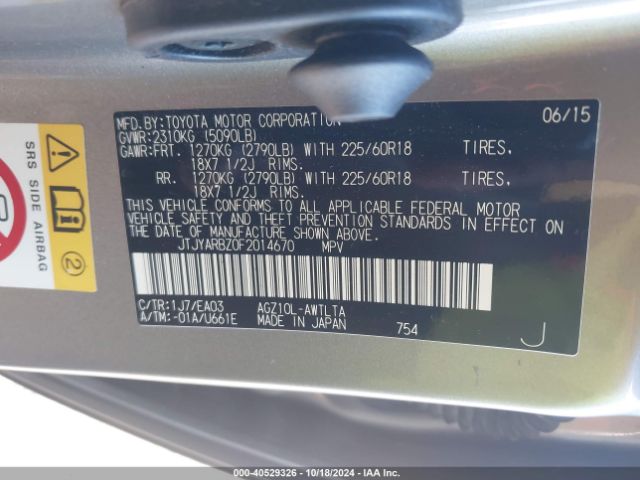 MFD.BY:TOYOTA MOTOR CORPORATION 06/15
GVWR:2310KG (5090LB)
GAWR:FRT. 1270KG (2790LB) WITH 225/60R18 TIRES,
18X7 1/2J RIMS.
RR. 1270KG (2790LB) WITH 225/60R18 TIRES,
18X7 1/2J RIMS.
THIS VEHICLE CONFORMS TO ALL APPLICABLE FEDERAL MOTOR
VEHICLE SAFETY AND THEFT PREVENTION STANDARDS IN EFFECT ON
THE DATE OF MANUFACTURE SHOWN ABOVE.
JTJYARBZ0F2014670 MPV
C/TR:1J7/EA03 AGZ10L-AWTLTA
A/TM:-01A/U661E MADE IN JAPAN 754 J
SRS SIDE AIRBAG
2
000-40529326 - 10/18/2024 - IAA Inc.